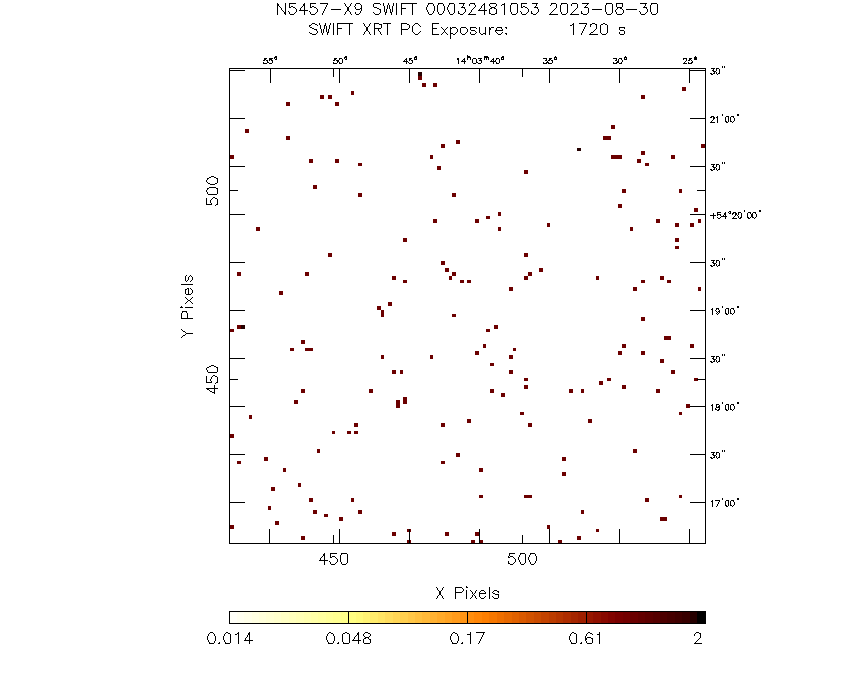 N5457-X9 SWIFT 00032481053 2023-08-30
SWIFT XRT PC Exposure: 1720 s
55ˢ 50ˢ 45ˢ 14ʰ03ᵐ40ˢ 35ˢ 30ˢ 25ˢ
30"
21'00"
30"
+54°20'00"
30"
19'00"
30"
18'00"
30"
17'00"
500
450
Y Pixels
450 500
X Pixels
0.014 0.048 0.17 0.61 2